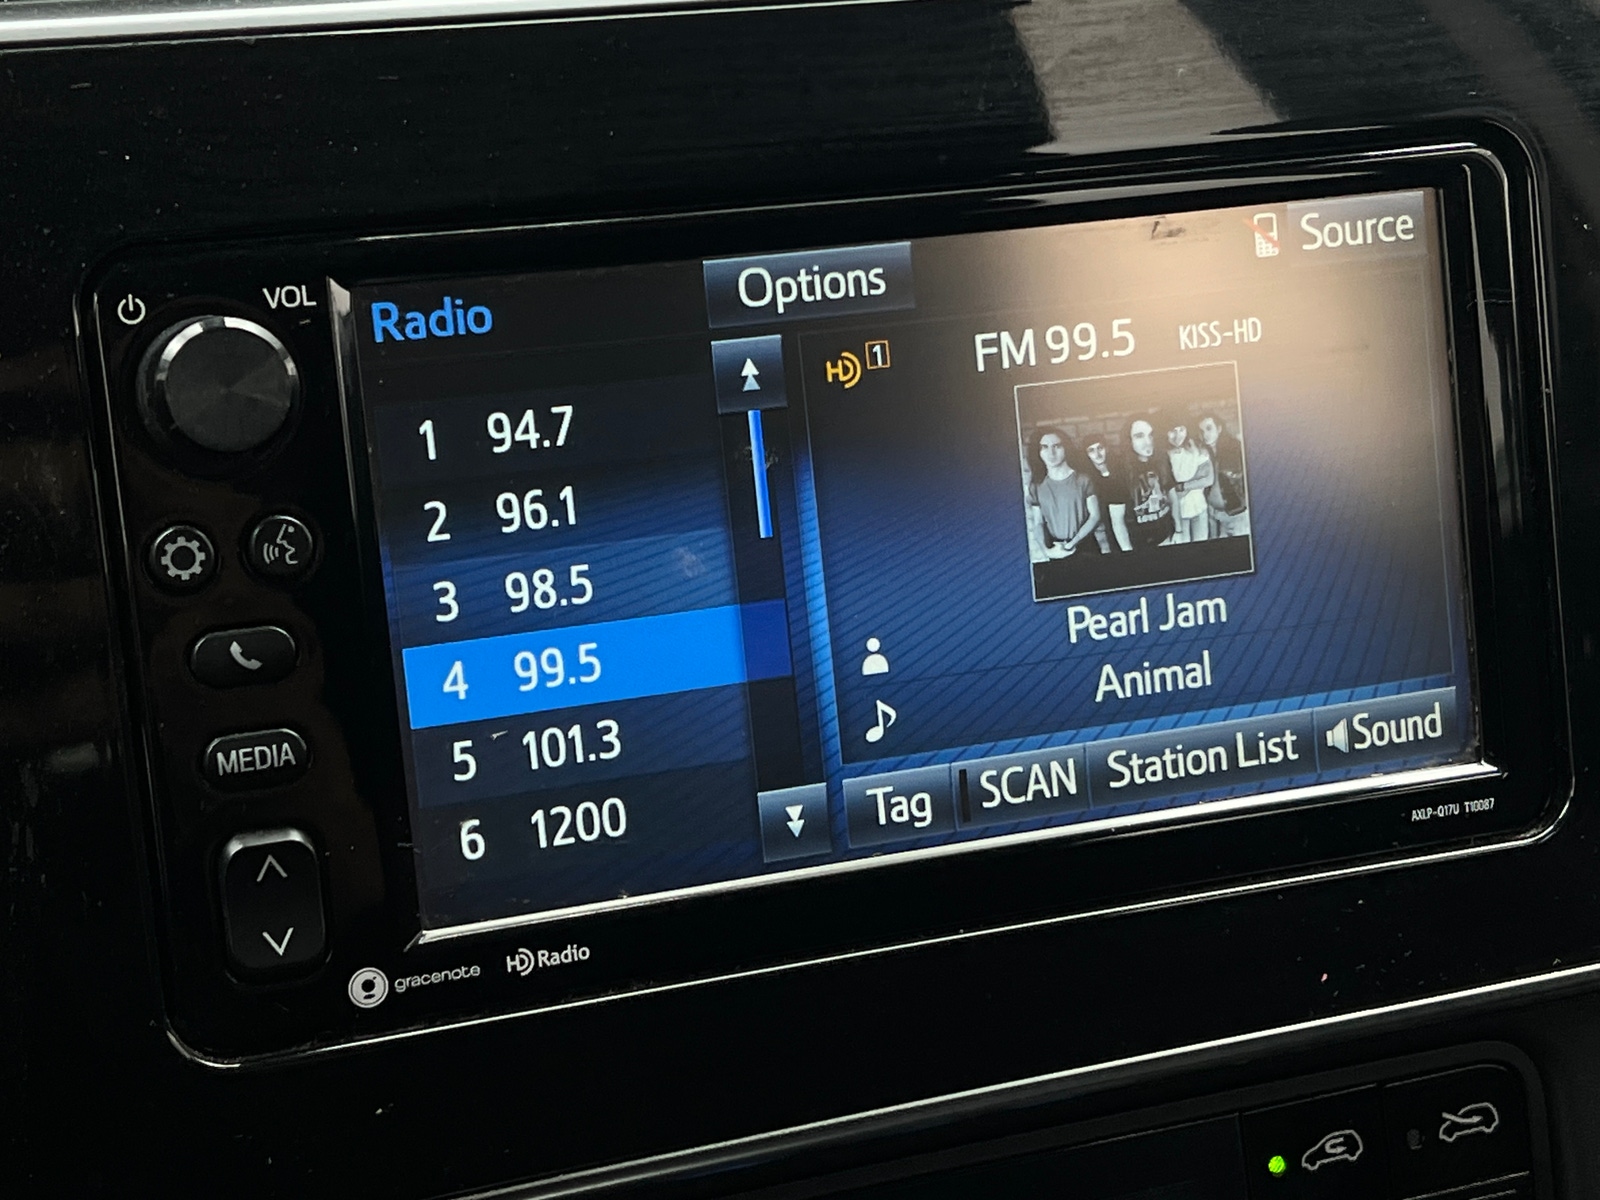 VOL
Radio
Options
Source
1 94.7
2 96.1
3 98.5
4 99.5
5 101.3
6 1200
HD 1
FM 99.5 KISS-HD
Pearl Jam
Animal
Tag
SCAN
Station List
Sound
MEDIA
AXLP-Q17U T10087
gracenote
HD Radio